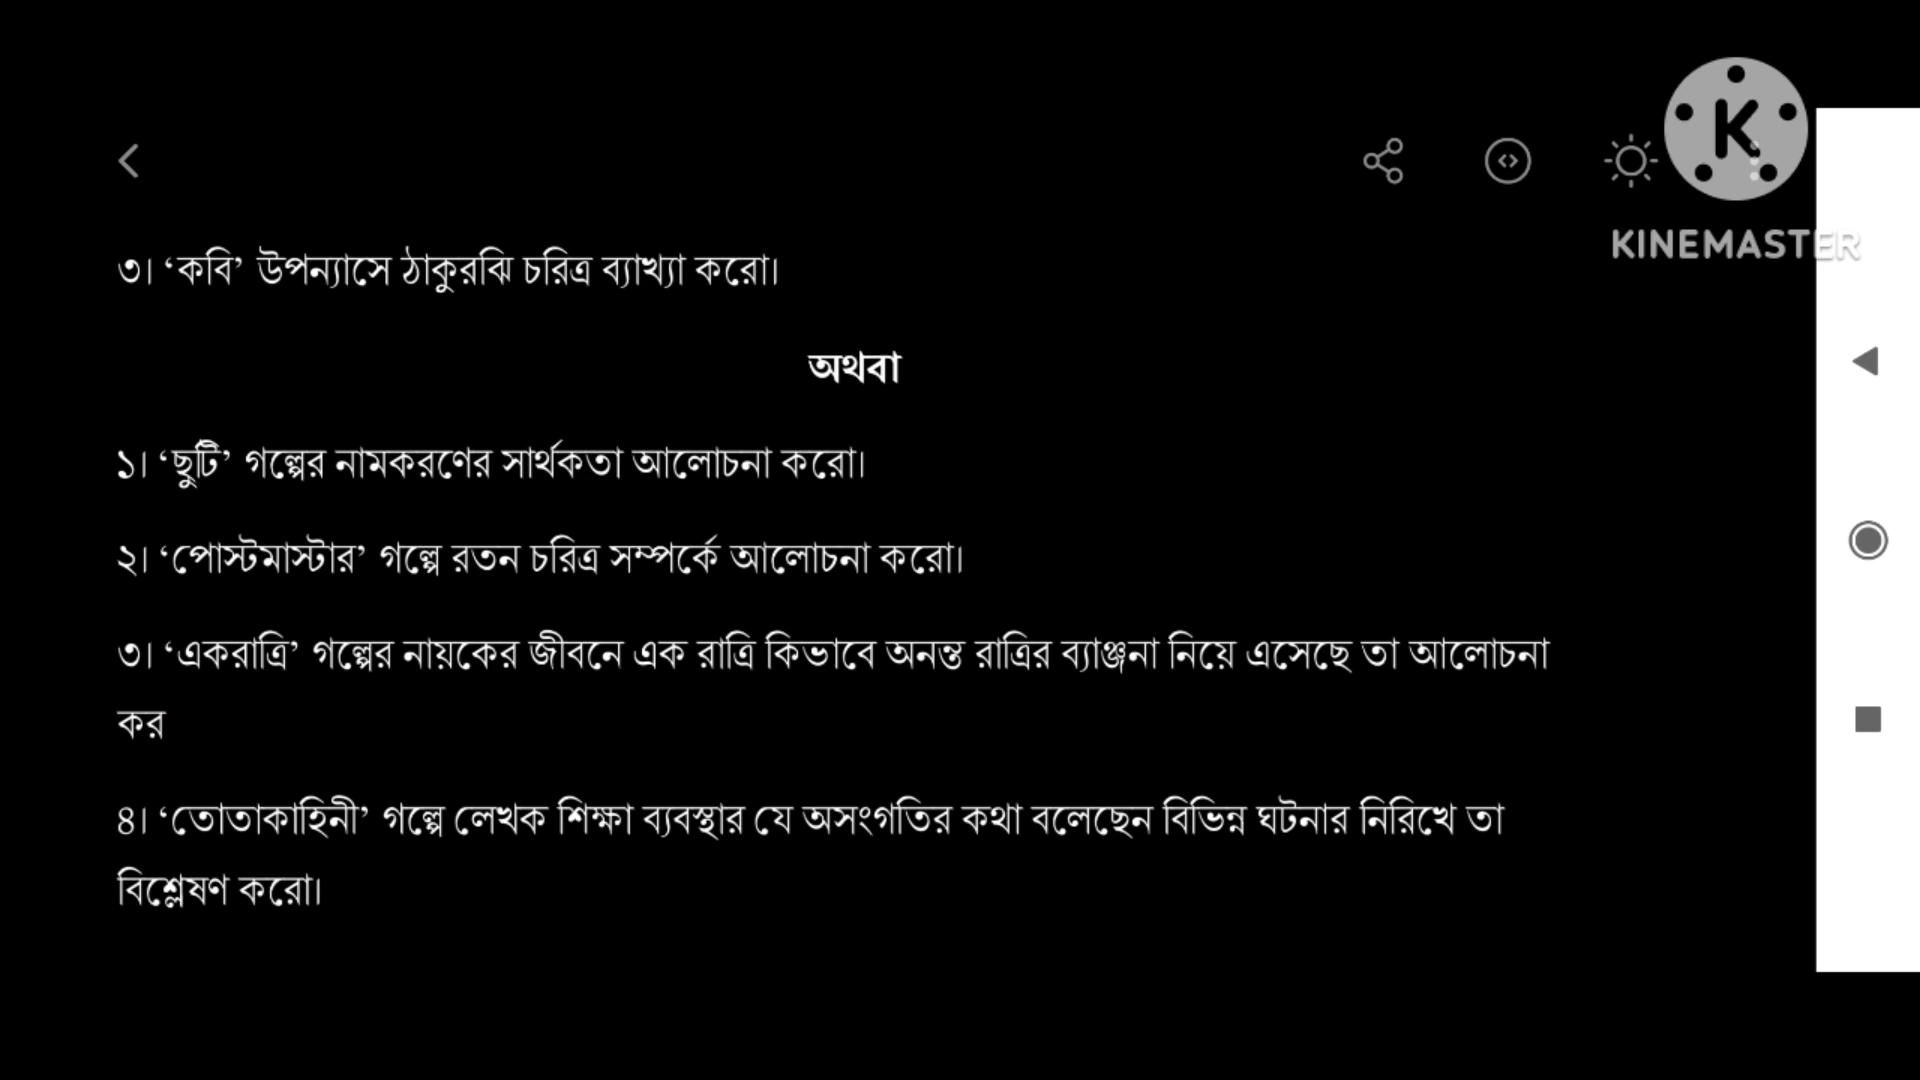 KINEMASTER
৩। ‘কবি’ উপন্যাসে ঠাকুরঝি চরিত্র ব্যাখ্যা করো।
অথবা
১। ‘ছুটি’ গল্পের নামকরণের সার্থকতা আলোচনা করো।
২। ‘পোস্টমাস্টার’ গল্পে রতন চরিত্র সম্পর্কে আলোচনা করো।
৩। ‘একরাত্রি’ গল্পের নায়কের জীবনে এক রাত্রি কিভাবে অনন্ত রাত্রির ব্যাঞ্জনা নিয়ে এসেছে তা আলোচনা
কর
৪। ‘তোতাকাহিনী’ গল্পে লেখক শিক্ষা ব্যবস্থার যে অসংগতির কথা বলেছেন বিভিন্ন ঘটনার নিরিখে তা
বিশ্লেষণ করো।